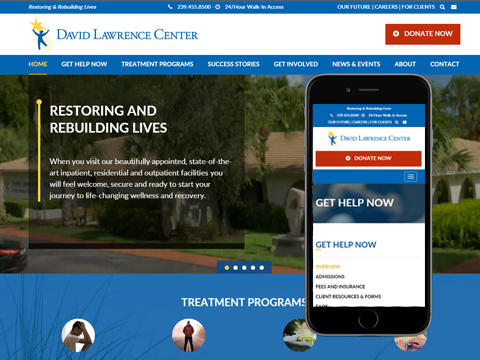 Restoring & Rebuilding Lives
239.455.8500 · 24/Hour Walk-In Access
OUR FUTURE | CAREERS | FOR CLIENTS
DAVID LAWRENCE CENTER
DONATE NOW
HOME GET HELP NOW TREATMENT PROGRAMS SUCCESS STORIES GET INVOLVED NEWS & EVENTS ABOUT CONTACT
RESTORING AND
REBUILDING LIVES
When you visit our beautifully appointed, state-of-the-
art inpatient, residential and outpatient facilities you
will feel welcome, secure and ready to start your
journey to life-changing wellness and recovery.
TREATMENT PROGRAMS
Restoring & Rebuilding Lives
239.455.8500 24/Hour Walk-In Access
OUR FUTURE | CAREERS | FOR CLIENTS
DAVID LAWRENCE CENTER
DONATE NOW
GET HELP NOW
GET HELP NOW
OVERVIEW
ADMISSIONS
FEES AND INSURANCE
CLIENT RESOURCES & FORMS